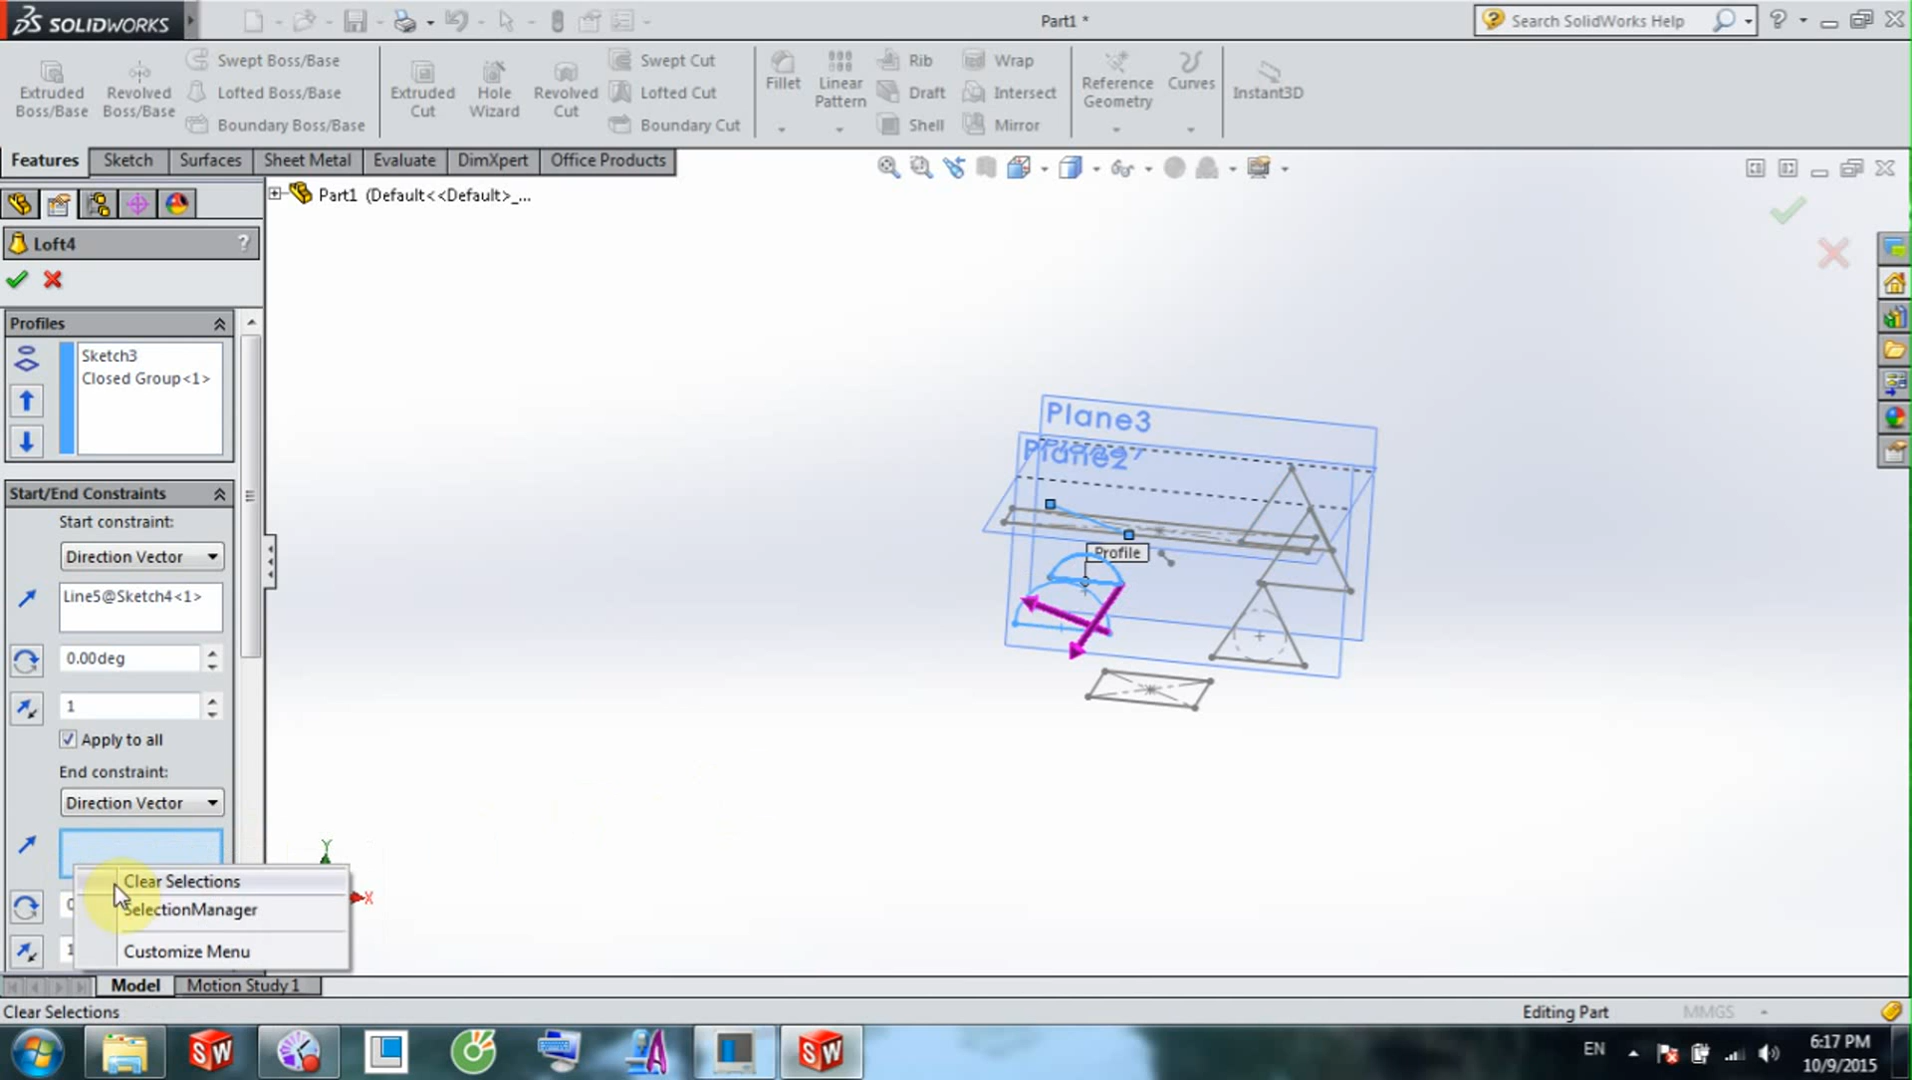 SOLIDWORKS
Part1 *
Search SolidWorks Help
Extruded Boss/Base
Revolved Boss/Base
Swept Boss/Base
Lofted Boss/Base
Boundary Boss/Base
Extruded Cut
Hole Wizard
Revolved Cut
Swept Cut
Lofted Cut
Boundary Cut
Fillet
Linear Pattern
Rib
Draft
Shell
Wrap
Intersect
Mirror
Reference Geometry
Curves
Instant3D
Features
Sketch
Surfaces
Sheet Metal
Evaluate
DimXpert
Office Products
Part1 (Default<<Default>_...
Loft4
?
Profiles
Sketch3
Closed Group<1>
Start/End Constraints
Start constraint:
Direction Vector
Line5@Sketch4<1>
0.00deg
1
Apply to all
End constraint:
Direction Vector
Clear Selections
SelectionManager
Customize Menu
Plane3
Plane2
Profile
Y
X
Model
Motion Study 1
Clear Selections
Editing Part
MMGS
EN
6:17 PM
10/9/2015